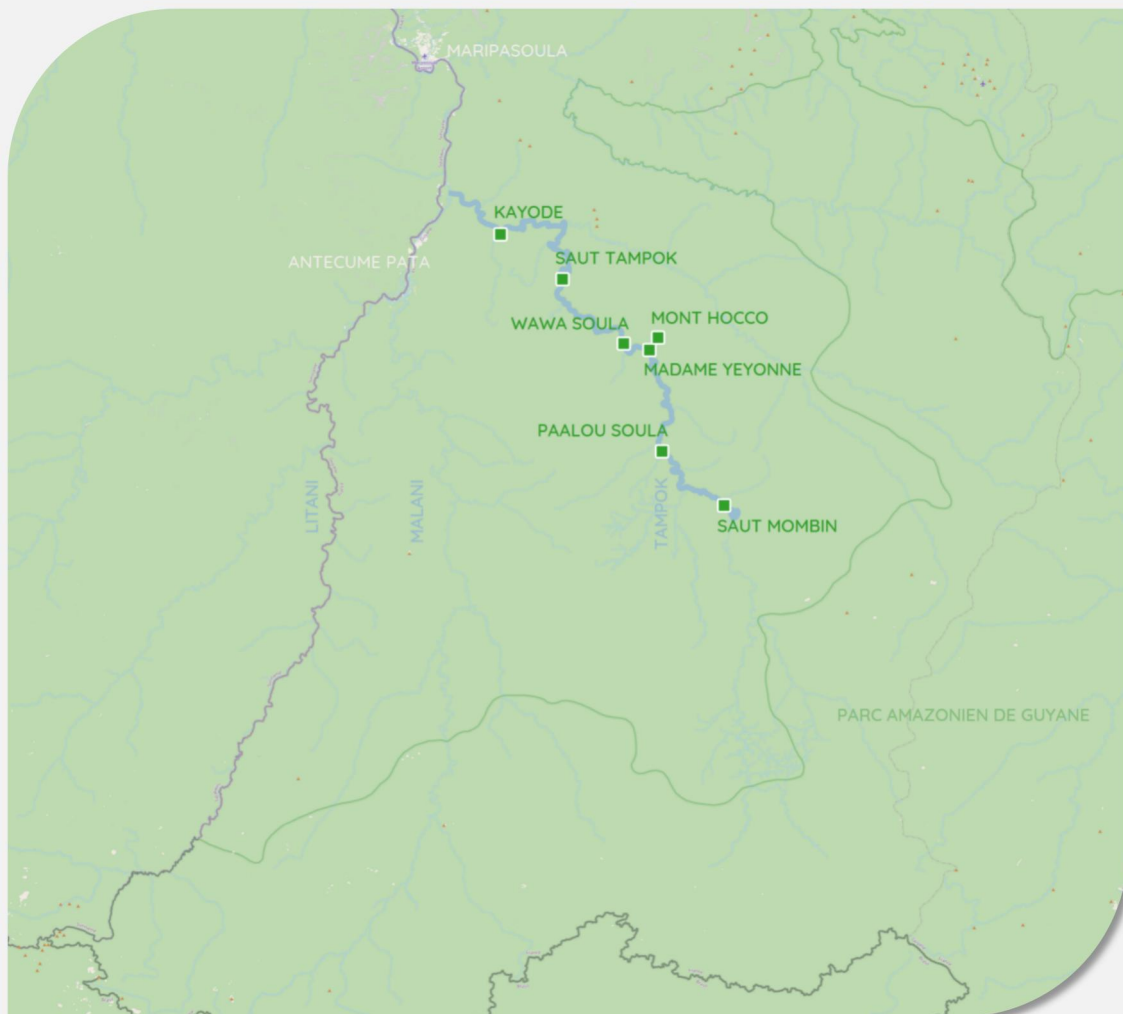 MARIPASOULA
KAYODE
ANTECUME PATA
SAUT TAMPOK
WAWA SOULA
MONT HOCCO
MADAME YEYONNE
PAALOU SOULA
LITANI
MALANI
TAMPOK
SAUT MOMBIN
PARC AMAZONIEN DE GUYANE